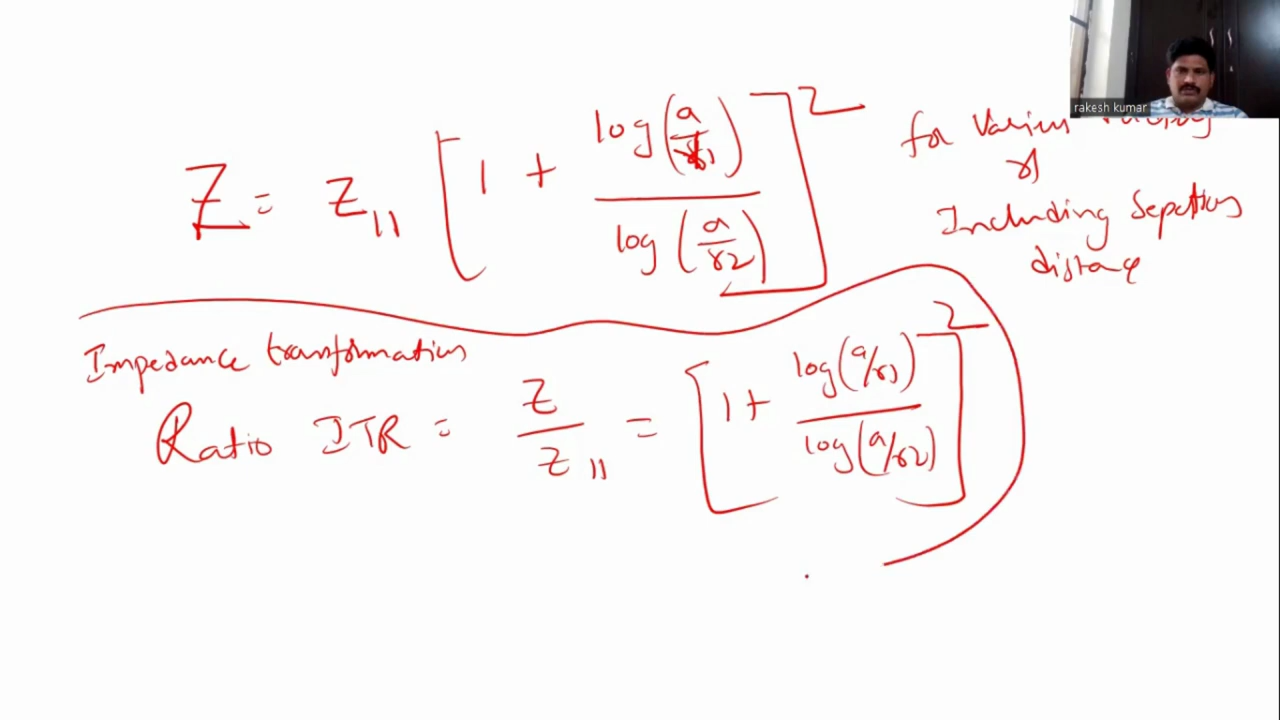 rakesh kumar
Z = Z₁₁ [1 + log(a/r1) / log(a/r2)]²
for Various
of
Including Sepation
distance
Impedance transformation
Ratio ITR = Z / Z₁₁ = [1 + log(a/r1) / log(a/r2)]²